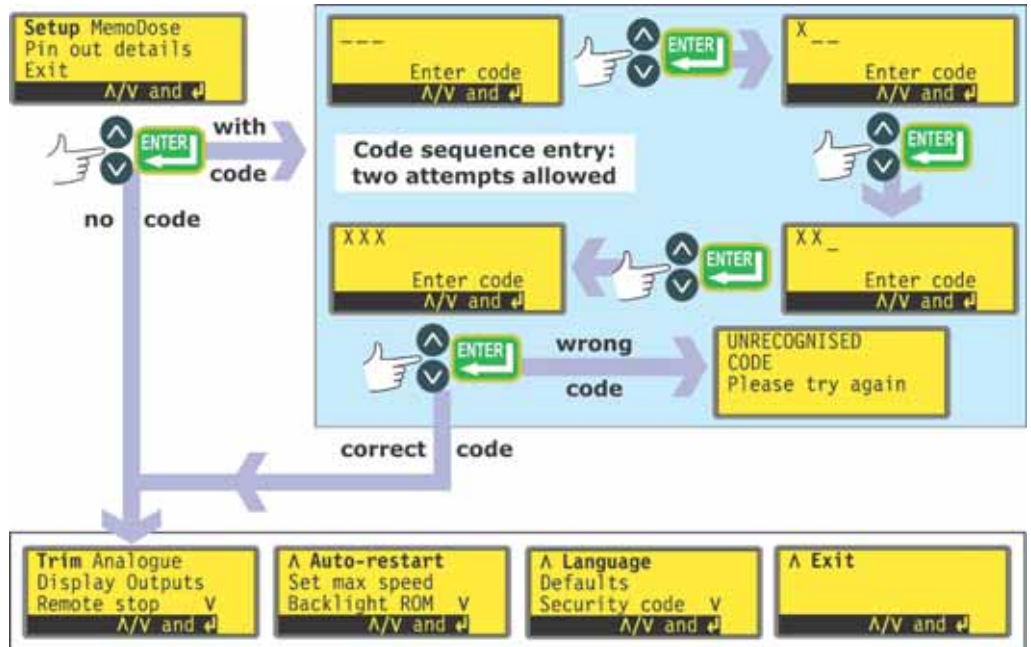 Setup MemoDose
Pin out details
Exit
Λ/V and ↵
ENTER
with
code
no code
_ _ _
Enter code
Λ/V and ↵
ENTER
X _ _
Enter code
Λ/V and ↵
ENTER
Code sequence entry:
two attempts allowed
X X _
Enter code
Λ/V and ↵
ENTER
X X X
Enter code
Λ/V and ↵
ENTER
wrong
code
UNRECOGNISED
CODE
Please try again
correct code
Trim Analogue
Display Outputs
Remote stop V
Λ/V and ↵
Λ Auto-restart
Set max speed
Backlight ROM V
Λ/V and ↵
Λ Language
Defaults
Security code V
Λ/V and ↵
Λ Exit
Λ/V and ↵